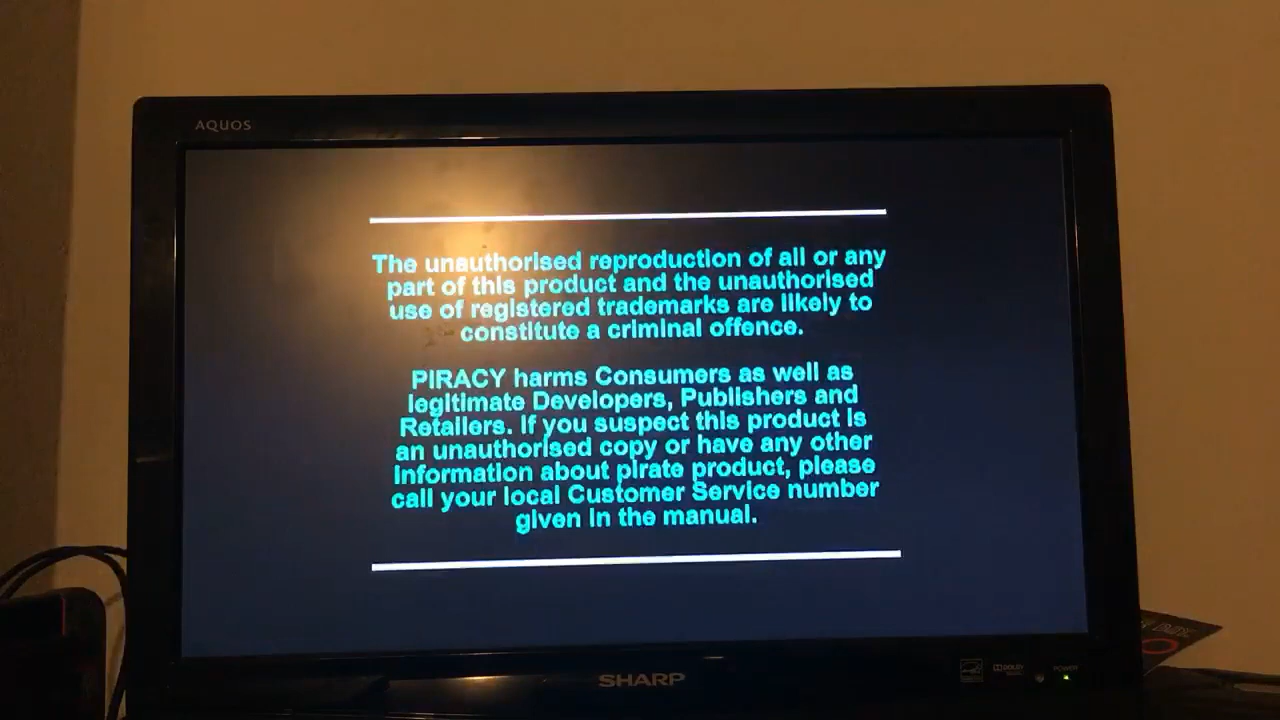 AQUOS
The unauthorised reproduction of all or any
part of this product and the unauthorised
use of registered trademarks are likely to
constitute a criminal offence.
PIRACY harms Consumers as well as
legitimate Developers, Publishers and
Retailers. If you suspect this product is
an unauthorised copy or have any other
information about pirate product, please
call your local Customer Service number
given in the manual.
SHARP
DOLBY
POWER